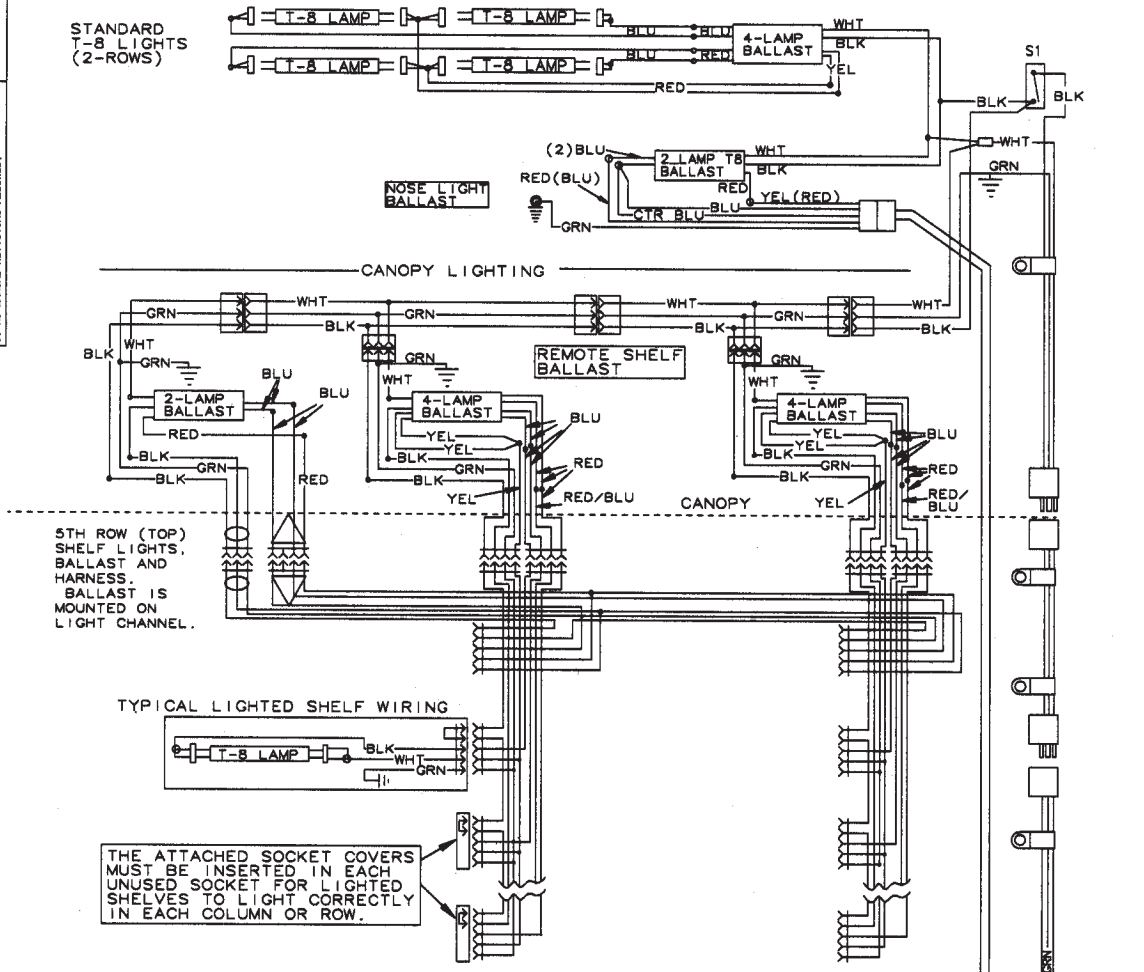 STANDARD
T-8 LIGHTS
(2-ROWS)
T-8 LAMP
T-8 LAMP
T-8 LAMP
T-8 LAMP
BLU
BLU
BLU
RED
4-LAMP
BALLAST
WHT
BLK
YEL
RED
S1
BLK
BLK
WHT
GRN
(2)BLU
2 LAMP T8
BALLAST
WHT
BLK
RED
RED(BLU)
YEL(RED)
BLU
CTR BLU
GRN
NOSE LIGHT
BALLAST
CANOPY LIGHTING
WHT
GRN
BLK
WHT
GRN
BLK
WHT
GRN
BLK
BLK
WHT
GRN
BLU
BLU
2-LAMP
BALLAST
RED
BLK
GRN
BLK
RED
REMOTE SHELF
BALLAST
GRN
WHT
4-LAMP
BALLAST
BLU
YEL
YEL
BLK
GRN
BLK
RED
YEL
RED/BLU
GRN
WHT
4-LAMP
BALLAST
BLU
YEL
YEL
BLK
GRN
BLK
RED
YEL
RED/
BLU
CANOPY
5TH ROW (TOP)
SHELF LIGHTS,
BALLAST AND
HARNESS.
BALLAST IS
MOUNTED ON
LIGHT CHANNEL.
TYPICAL LIGHTED SHELF WIRING
T-8 LAMP
BLK
WHT
GRN
THE ATTACHED SOCKET COVERS
MUST BE INSERTED IN EACH
UNUSED SOCKET FOR LIGHTED
SHELVES TO LIGHT CORRECTLY
IN EACH COLUMN OR ROW.
GRN